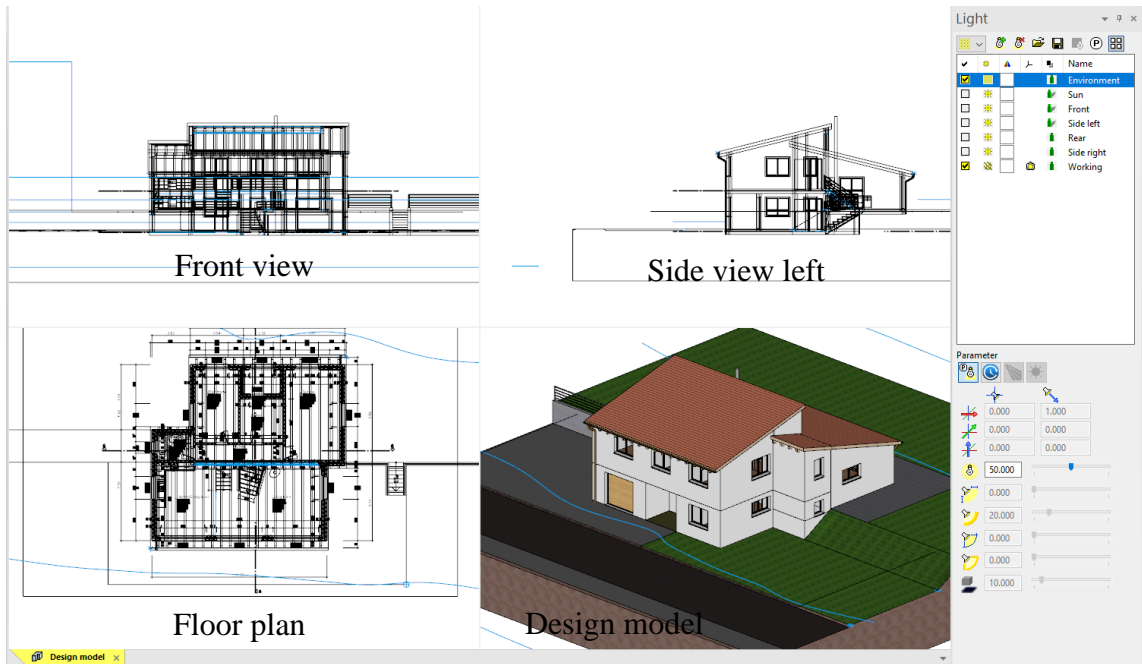 Light
Name
Environment
Sun
Front
Side left
Rear
Side right
Working
Front view
Side view left
Floor plan
Design model
Parameter
0.000 1.000
0.000 0.000
0.000 0.000
50.000
0.000
20.000
0.000
0.000
10.000
Design model